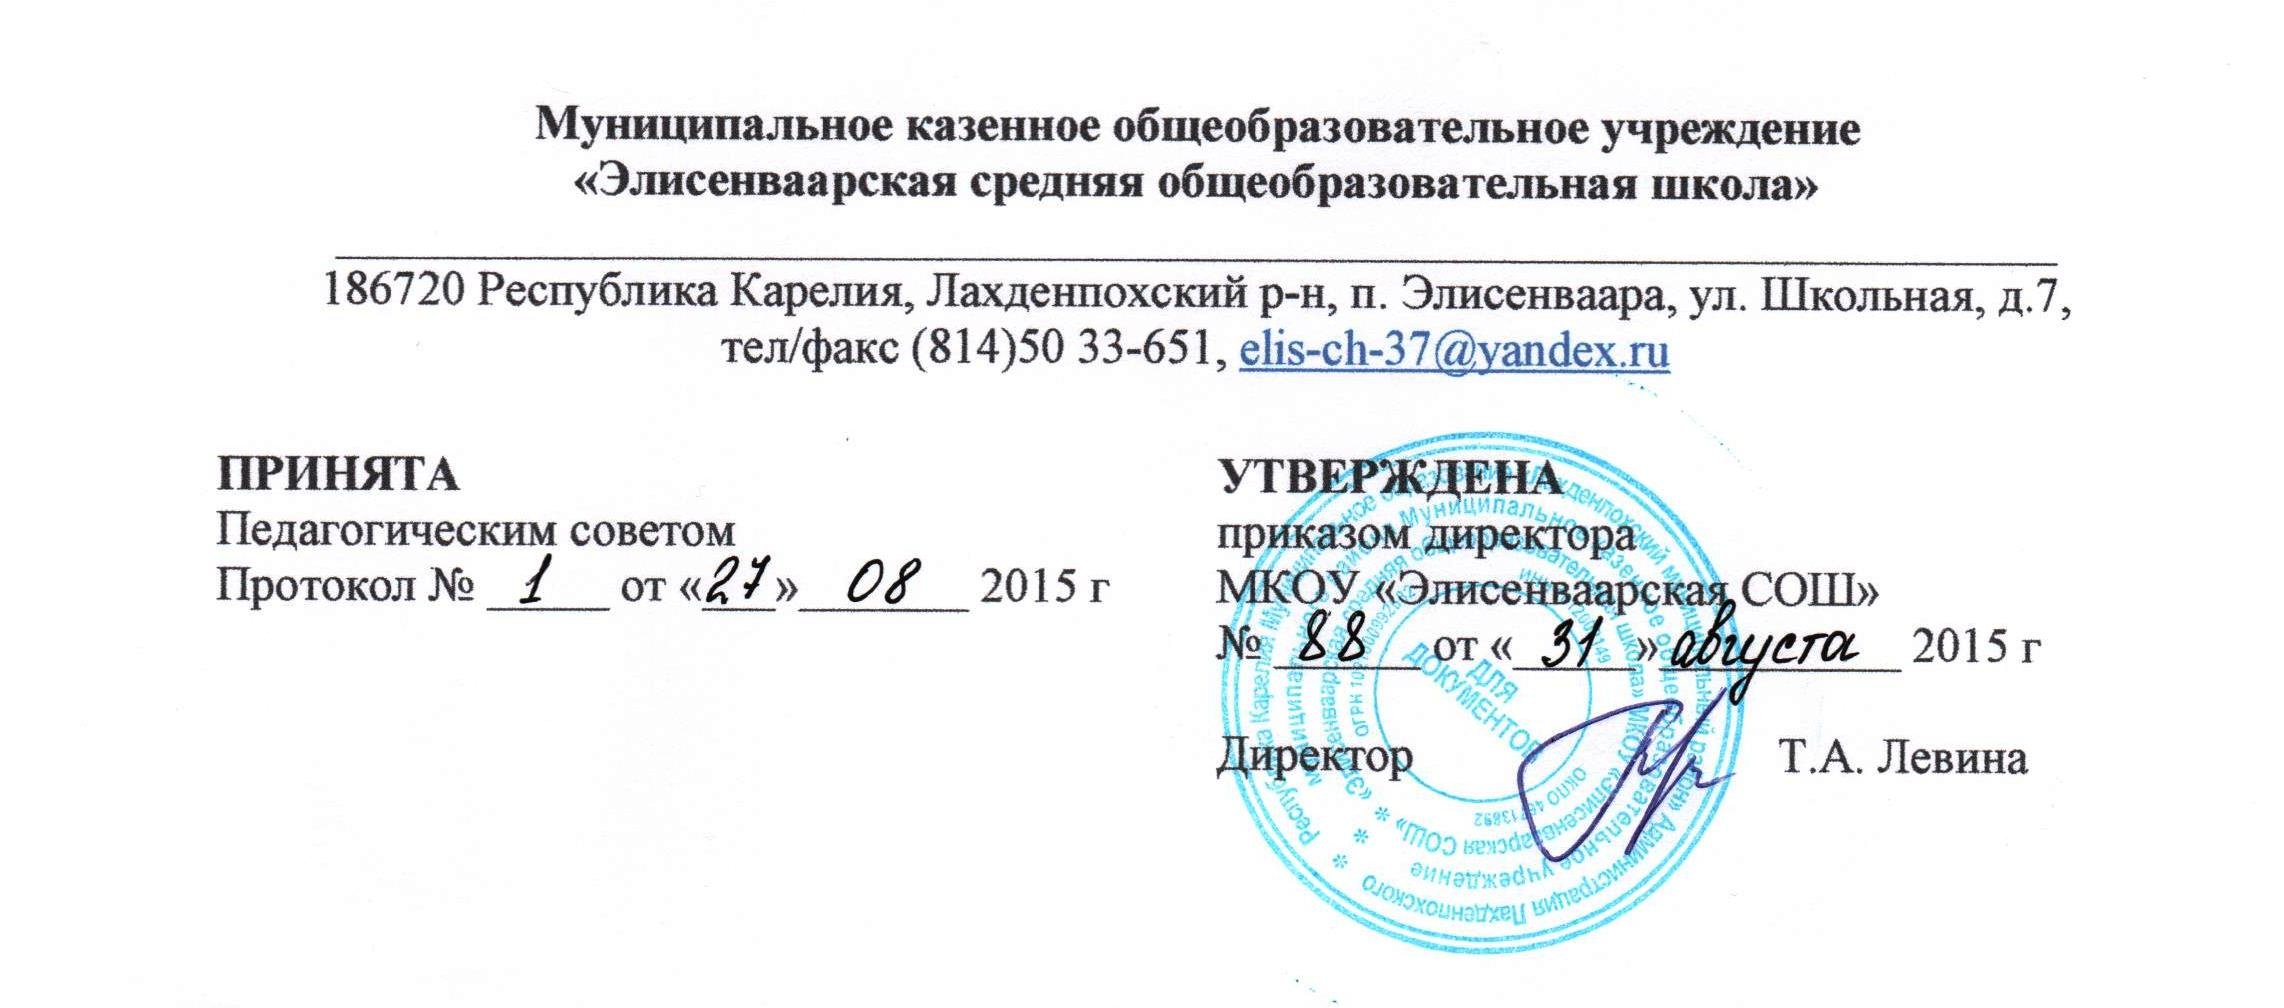 Муниципальное казенное общеобразовательное учреждение
«Элисенваарская средняя общеобразовательная школа»
186720 Республика Карелия, Лахденпохский р-н, п. Элисенваара, ул. Школьная, д.7,
тел/факс (814)50 33-651, elis-ch-37@yandex.ru
ПРИНЯТА
Педагогическим советом
Протокол № 1 от «27» 08 2015 г
УТВЕРЖДЕНА
приказом директора
МКОУ «Элисенваарская СОШ»
№ 88 от «31» августа 2015 г
Директор Т.А. Левина
ДЛЯ
ДОКУМЕНТОВ